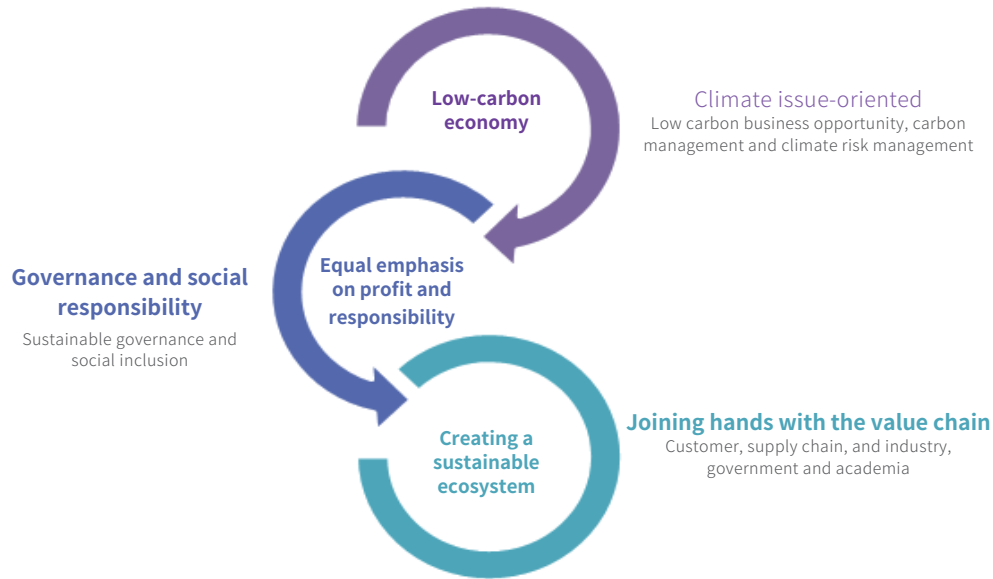 Low-carbon
economy
Climate issue-oriented
Low carbon business opportunity, carbon
management and climate risk management
Governance and social
responsibility
Sustainable governance and
social inclusion
Equal emphasis
on profit and
responsibility
Creating a
sustainable
ecosystem
Joining hands with the value chain
Customer, supply chain, and industry,
government and academia